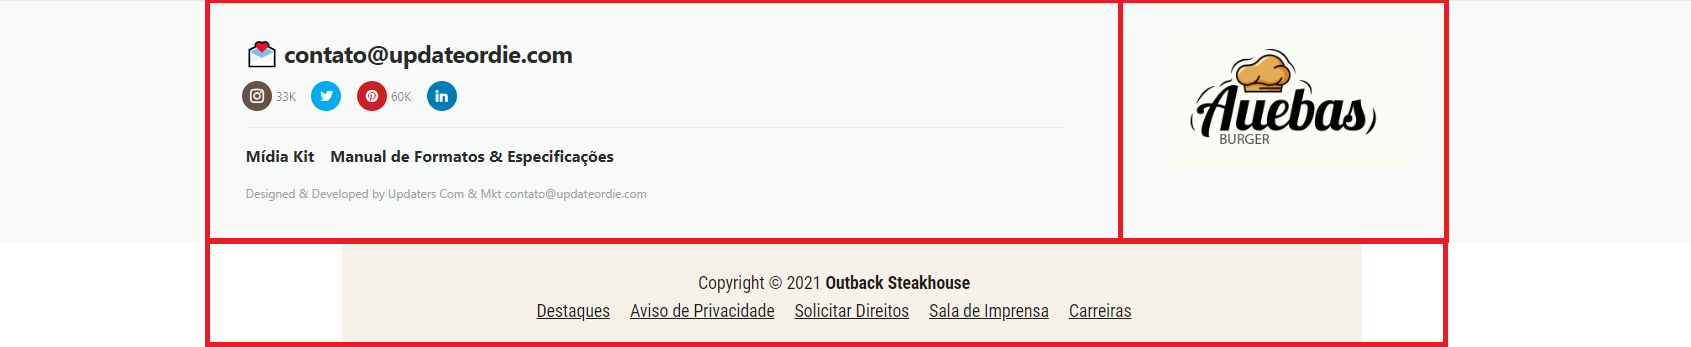 contato@updateordie.com
33K 60K
Mídia Kit Manual de Formatos & Especificações
Designed & Developed by Updaters Com & Mkt contato@updateordie.com
Auebas
BURGER
Copyright © 2021 Outback Steakhouse
Destaques Aviso de Privacidade Solicitar Direitos Sala de Imprensa Carreiras